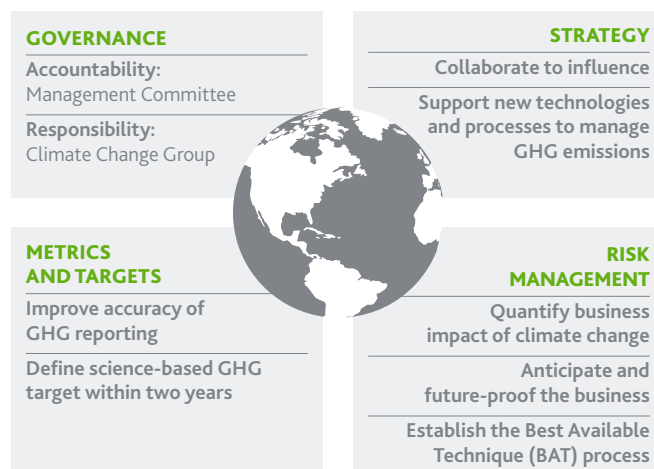 GOVERNANCE
Accountability:
Management Committee
Responsibility:
Climate Change Group
STRATEGY
Collaborate to influence
Support new technologies
and processes to manage
GHG emissions
METRICS
AND TARGETS
Improve accuracy of
GHG reporting
Define science-based GHG
target within two years
RISK
MANAGEMENT
Quantify business
impact of climate change
Anticipate and
future-proof the business
Establish the Best Available
Technique (BAT) process